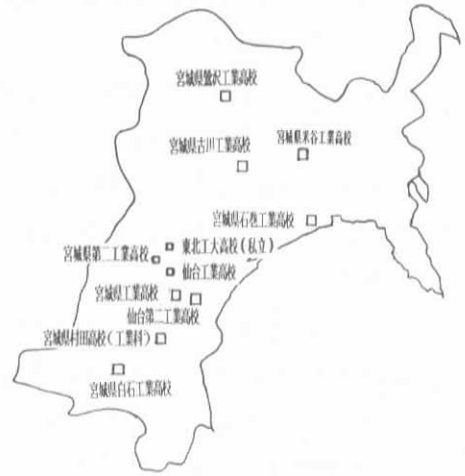 宮城県鶯沢工業高校
宮城県古川工業高校
宮城県米谷工業高校
宮城県石巻工業高校
東北工大高校(私立)
宮城県第二工業高校
仙台工業高校
宮城県工業高校
仙台第二工業高校
宮城県村田高校(工業科)
宮城県白石工業高校